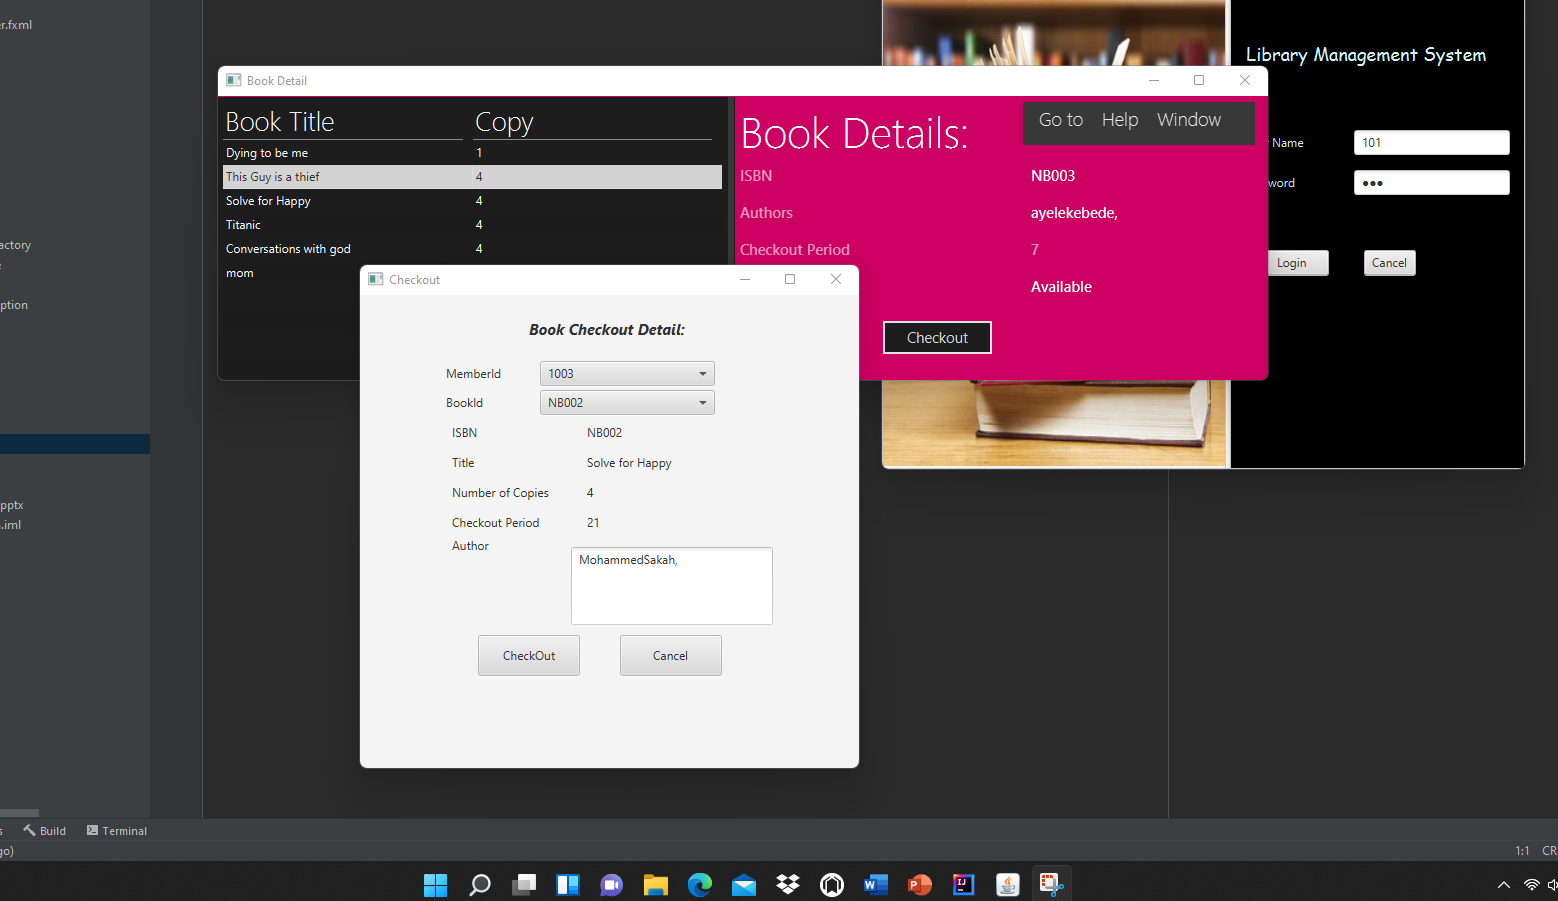 er.fxml
actory
ption
pptx
.iml
Book Detail
Book Title Copy
Dying to be me 1
This Guy is a thief 4
Solve for Happy 4
Titanic 4
Conversations with god 4
mom
Book Details:
Go to Help Window
ISBN NB003
Authors ayelekebede,
Checkout Period 7
Available
Checkout
Library Management System
Name 101
word
Login Cancel
Checkout
Book Checkout Detail:
MemberId 1003
BookId NB002
ISBN NB002
Title Solve for Happy
Number of Copies 4
Checkout Period 21
Author
MohammedSakah,
CheckOut Cancel
s Build Terminal
go) 1:1 CR